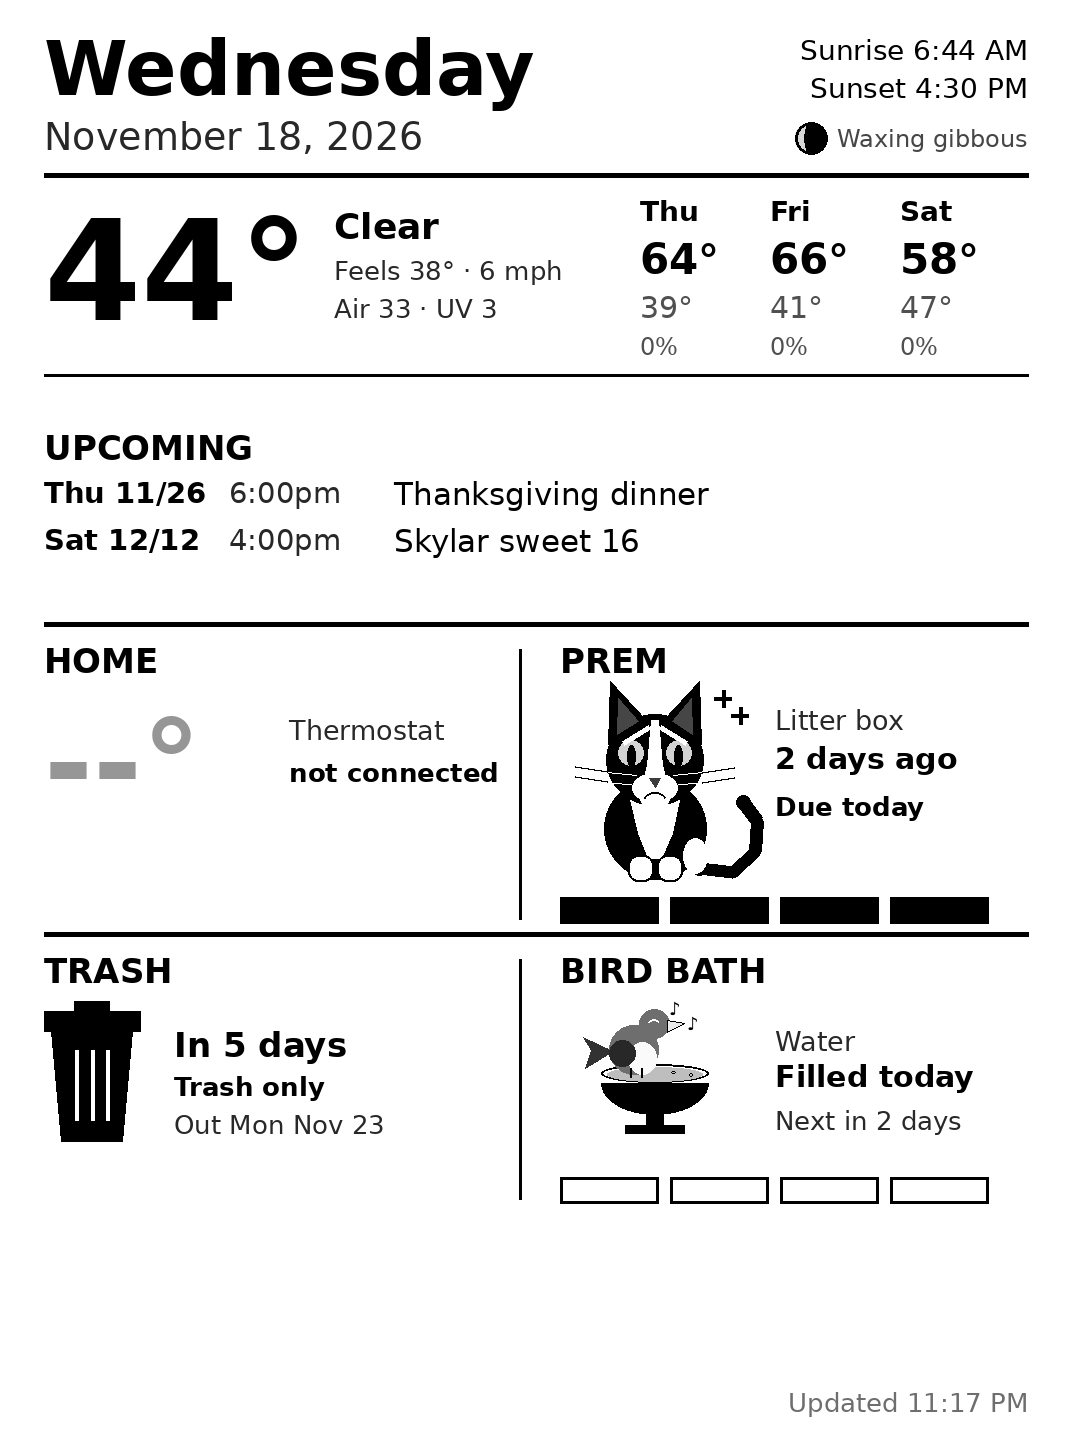 Wednesday
November 18, 2026
Sunrise 6:44 AM
Sunset 4:30 PM
Waxing gibbous
44°
Clear
Feels 38° · 6 mph
Air 33 · UV 3
Thu Fri Sat
64° 66° 58°
39° 41° 47°
0% 0% 0%
UPCOMING
Thu 11/26 6:00pm Thanksgiving dinner
Sat 12/12 4:00pm Skylar sweet 16
HOME
--°
Thermostat
not connected
PREM
Litter box
2 days ago
Due today
TRASH
In 5 days
Trash only
Out Mon Nov 23
BIRD BATH
Water
Filled today
Next in 2 days
Updated 11:17 PM